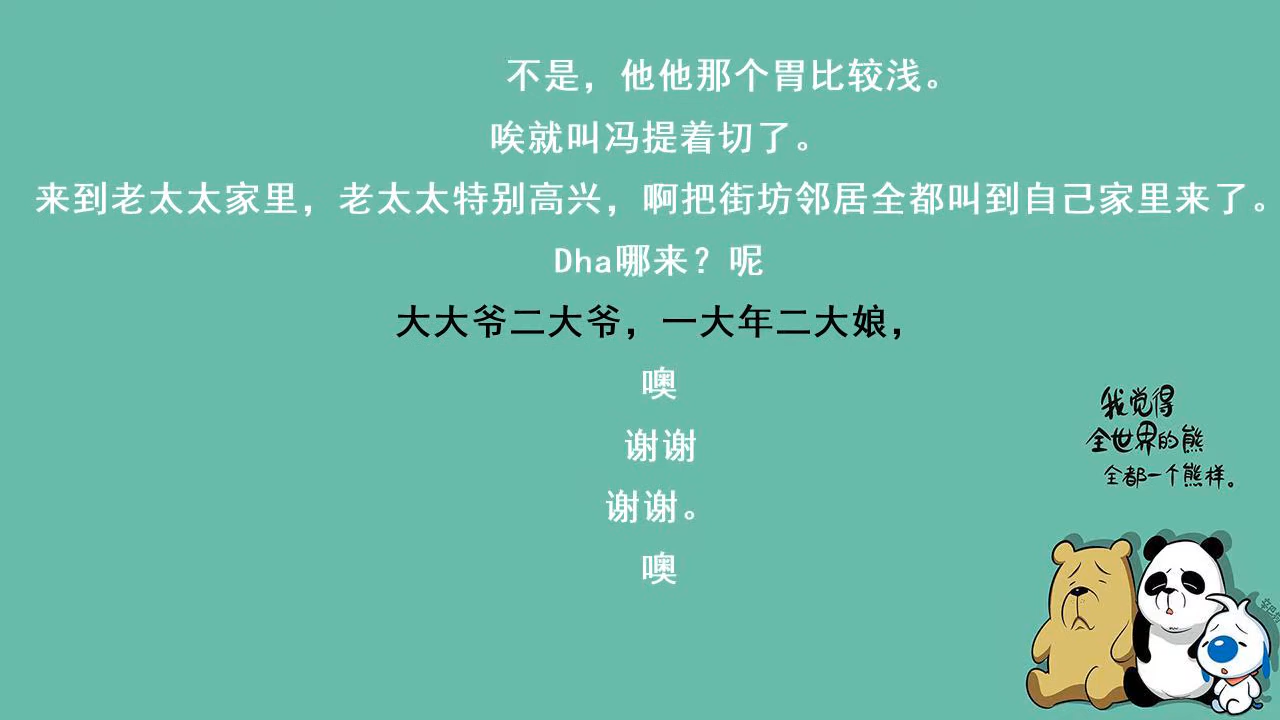 不是，他他那个胃比较浅。
唉就叫冯提着切了。
来到老太太家里，老太太特别高兴，啊把街坊邻居全都叫到自己家里来了。
Dha哪来？呢
大大爷二大爷，一大年二大娘，
噢
谢谢
谢谢。
噢
我觉得
全世界的熊
全都一个熊样。